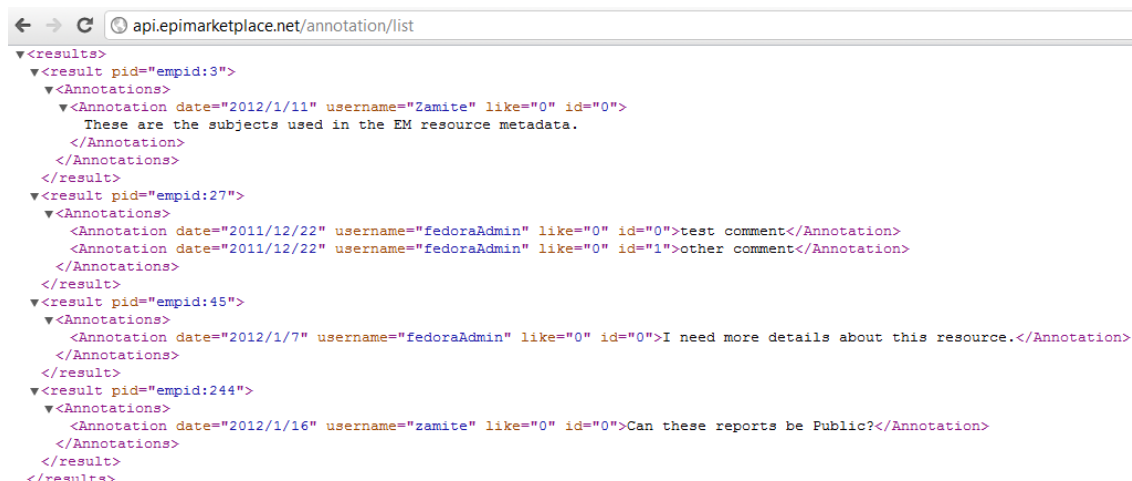 api.epimarketplace.net/annotation/list
▼<results>
▼<result pid="empid:3">
▼<Annotations>
▼<Annotation date="2012/1/11" username="Zamite" like="0" id="0">
These are the subjects used in the EM resource metadata.
</Annotation>
</Annotations>
</result>
▼<result pid="empid:27">
▼<Annotations>
<Annotation date="2011/12/22" username="fedoraAdmin" like="0" id="0">test comment</Annotation>
<Annotation date="2011/12/22" username="fedoraAdmin" like="0" id="1">other comment</Annotation>
</Annotations>
</result>
▼<result pid="empid:45">
▼<Annotations>
<Annotation date="2012/1/7" username="fedoraAdmin" like="0" id="0">I need more details about this resource.</Annotation>
</Annotations>
</result>
▼<result pid="empid:244">
▼<Annotations>
<Annotation date="2012/1/16" username="zamite" like="0" id="0">Can these reports be Public?</Annotation>
</Annotations>
</result>
</results>